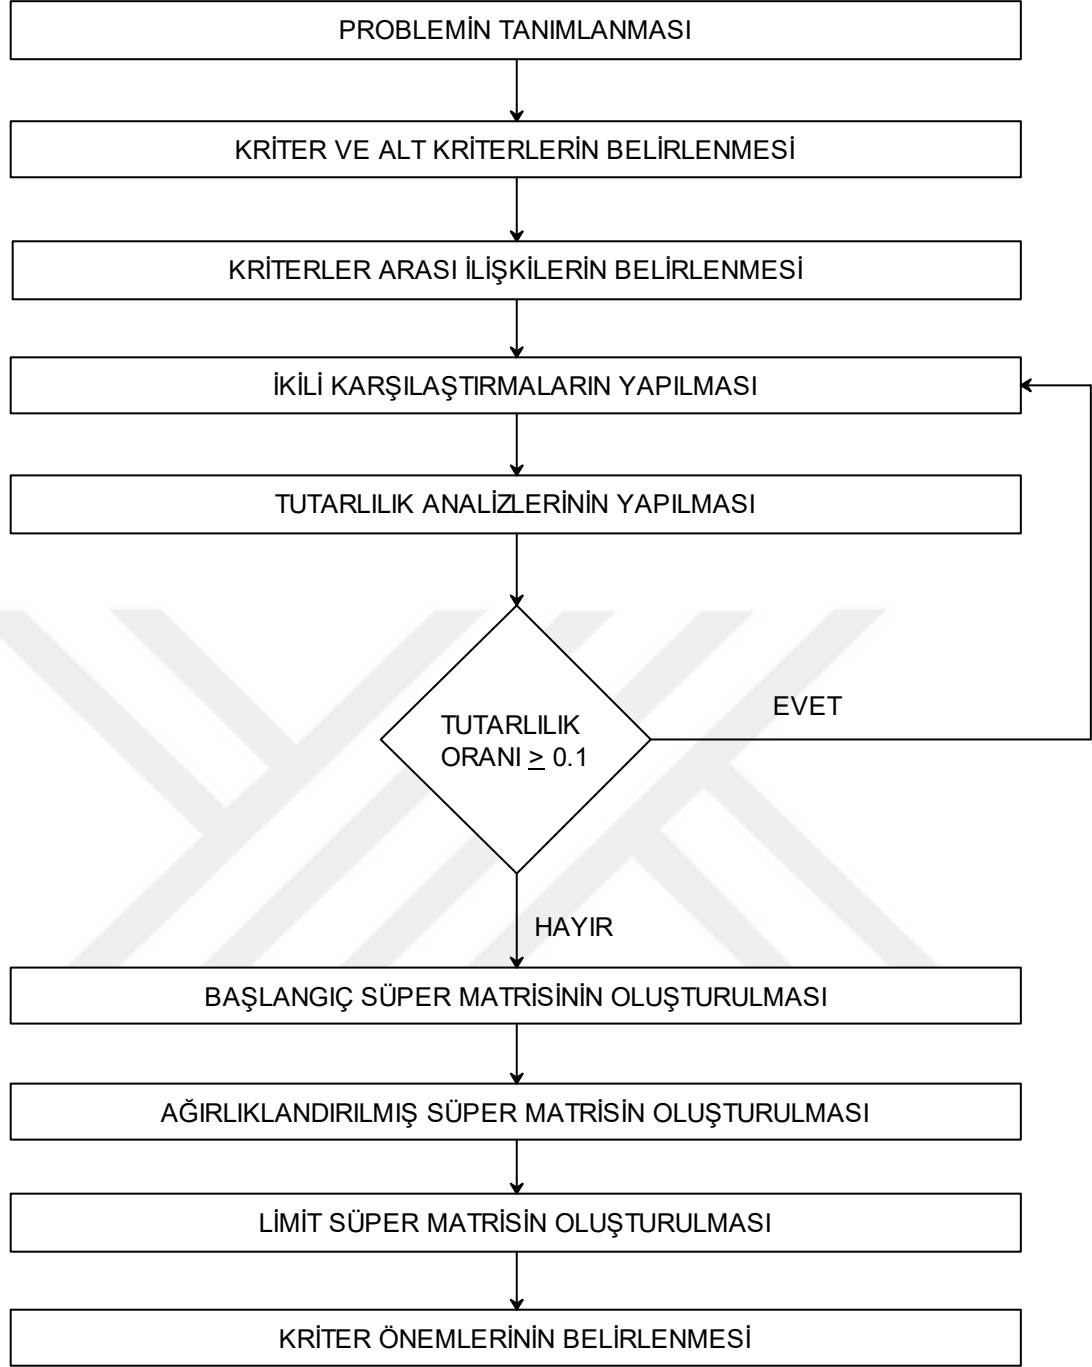 PROBLEMİN TANIMLANMASI
KRİTER VE ALT KRİTERLERİN BELİRLENMESİ
KRİTERLER ARASI İLİŞKİLERİN BELİRLENMESİ
İKİLİ KARŞILAŞTIRMALARIN YAPILMASI
TUTARLILIK ANALİZLERİNİN YAPILMASI
EVET
TUTARLILIK
ORANI ≥ 0.1
HAYIR
BAŞLANGIÇ SÜPER MATRİSİNİN OLUŞTURULMASI
AĞIRLIKLANDIRILMIŞ SÜPER MATRİSİN OLUŞTURULMASI
LİMİT SÜPER MATRİSİN OLUŞTURULMASI
KRİTER ÖNEMLERİNİN BELİRLENMESİ